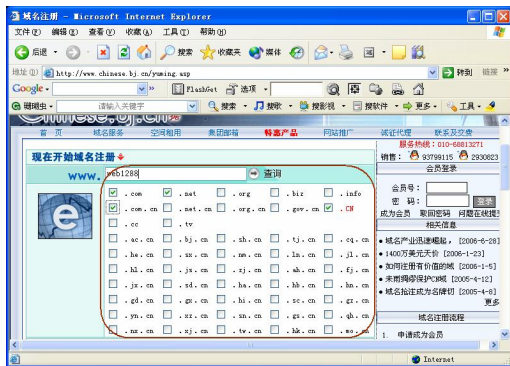 域名注册 - Microsoft Internet Explorer
文件(F) 编辑(E) 查看(V) 收藏(A) 工具(T) 帮助(H)
后退 搜索 收藏夹 媒体
地址(D) http://www.chinese.bj.cn/yuming.asp 转到 链接 »
Google - FlashGet 选项
请输入关键字 搜索 搜歌 搜影视 搜软件 更多 工具
首 页 域名服务 空间租用 集团邮箱 特惠产品 网站推广 诚征代理 联系及交费
现在开始域名注册
服务热线：010-68813271
销售： 93799115 2930823
www. web1288 查询
会员登录
会员号：
密 码： 登录
成为会员 取回密码 问题在线提交
.com .net .org .biz .info
.com.cn .net.cn .org.cn .gov.cn .CN
.cc .tv
.ac.cn .bj.cn .sh.cn .tj.cn .cq.cn
.he.cn .sx.cn .nm.cn .ln.cn .jl.cn
.hl.cn .js.cn .zj.cn .ah.cn .fj.cn
.jx.cn .sd.cn .ha.cn .hb.cn .hn.cn
.gd.cn .gx.cn .hi.cn .sc.cn .gz.cn
.yn.cn .xz.cn .sn.cn .gs.cn .qh.cn
.nx.cn .xj.cn .tw.cn .hk.cn .mo.cn
相关信息
域名产业迅速崛起， [2006-6-28]
1400万美元天价 [2006-1-23]
如何注册有价值的域 [2006-1-5]
未雨绸缪保护CN域 [2005-4-12]
域名抢注成为名牌切 [2005-4-8]
更多
域名注册流程
1. 申请成为会员
Internet